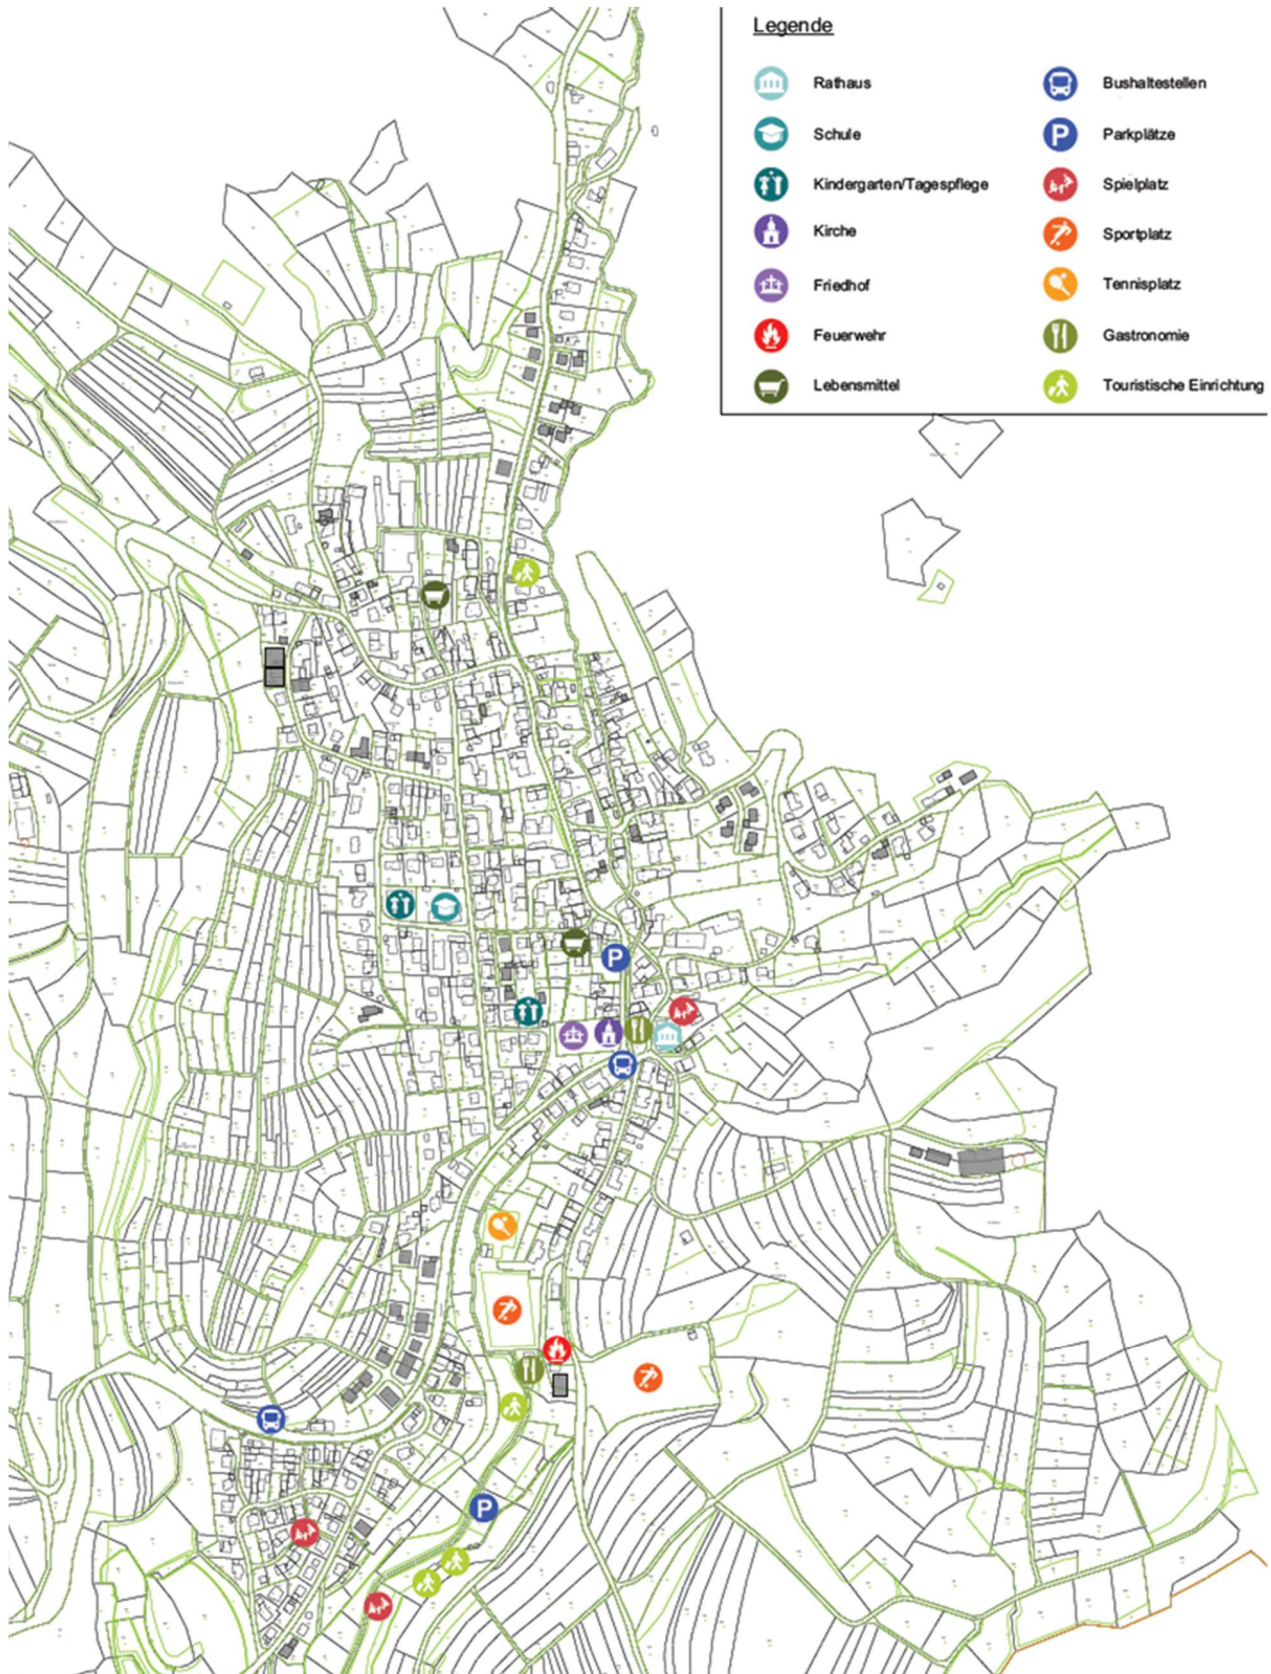 Legende
Rathaus
Schule
Kindergarten/Tagespflege
Kirche
Friedhof
Feuerwehr
Lebensmittel
Bushaltestellen
Parkplätze
Spielplatz
Sportplatz
Tennisplatz
Gastronomie
Touristische Einrichtung
P
P
P